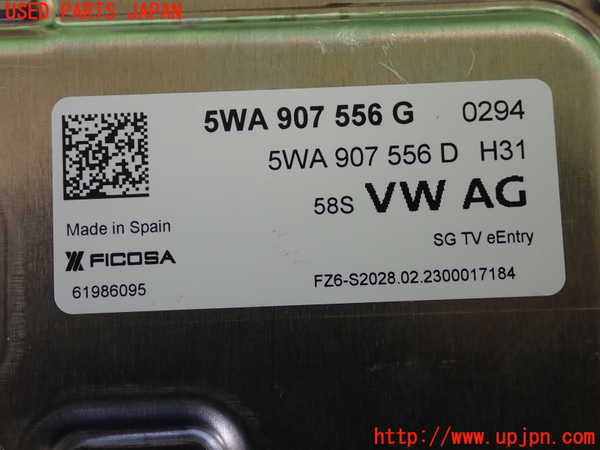 USED PARTS JAPAN
5WA 907 556 G 0294
5WA 907 556 D H31
58S VW AG
Made in Spain
SG TV eEntry
FICOSA
61986095
FZ6-S2028.02.2300017184
http://www.upjpn.com/